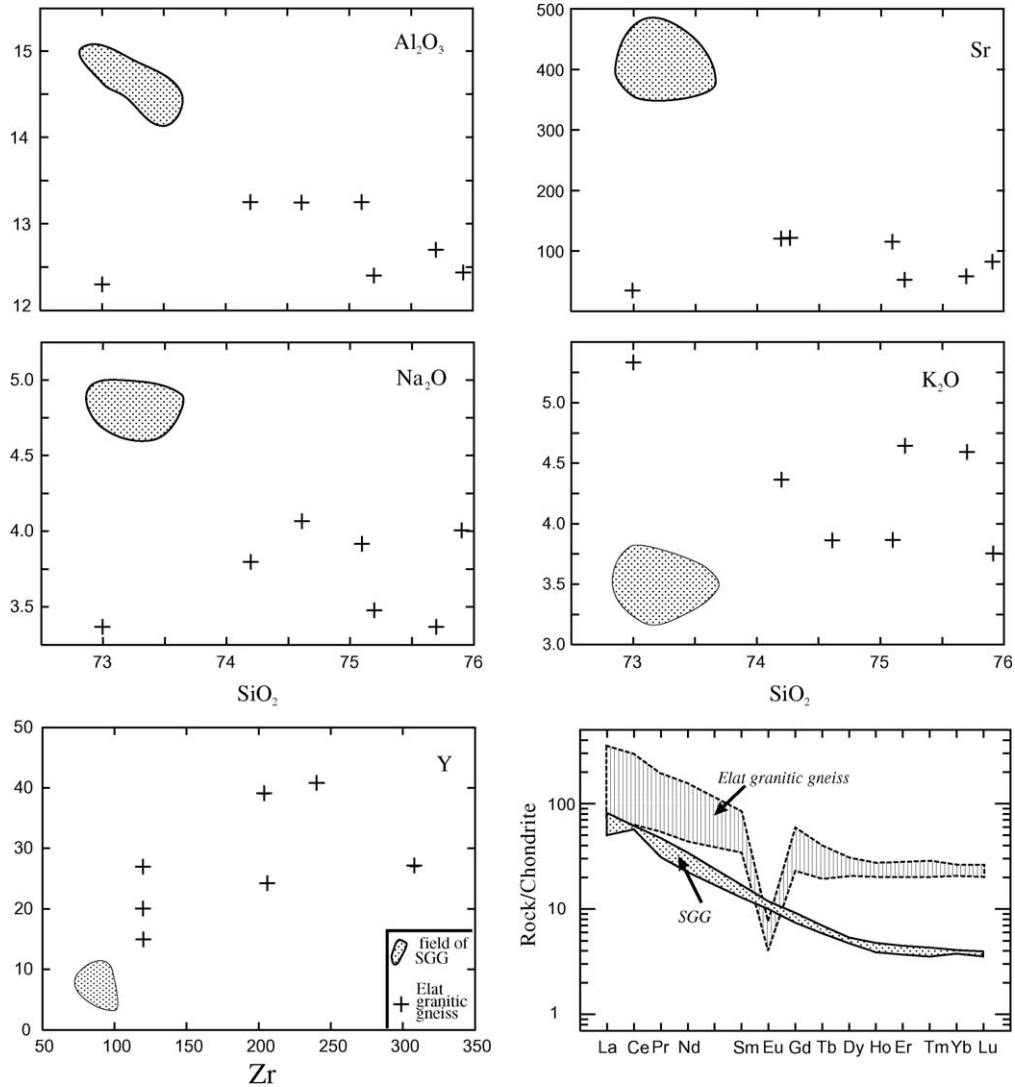 Al₂O₃
15
14
13
12
Sr
500
400
300
200
100
Na₂O
5.0
4.5
4.0
3.5
73 74 75 76
SiO₂
K₂O
5.0
4.5
4.0
3.5
3.0
73 74 75 76
SiO₂
Y
50
40
30
20
10
0
field of
SGG
Elat
granitic
gneiss
50 100 150 200 250 300 350
Zr
Rock/Chondrite
100
10
1
Elat granitic gneiss
SGG
La Ce Pr Nd Sm Eu Gd Tb Dy Ho Er Tm Yb Lu